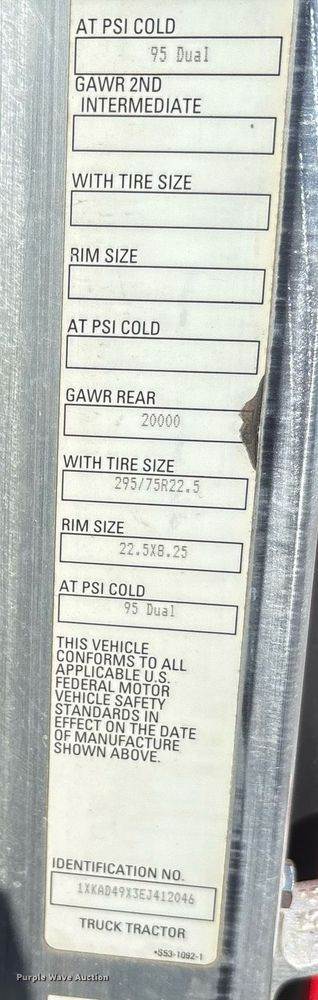 AT PSI COLD
95 Dual
GAWR 2ND
INTERMEDIATE
WITH TIRE SIZE
RIM SIZE
AT PSI COLD
GAWR REAR
20000
WITH TIRE SIZE
295/75R22.5
RIM SIZE
22.5X8.25
AT PSI COLD
95 Dual
THIS VEHICLE
CONFORMS TO ALL
APPLICABLE U.S.
FEDERAL MOTOR
VEHICLE SAFETY
STANDARDS IN
EFFECT ON THE DATE
OF MANUFACTURE
SHOWN ABOVE.
IDENTIFICATION NO.
1XKAD49X3EJ412046
TRUCK TRACTOR
•S53-1092-1
Purple Wave Auction